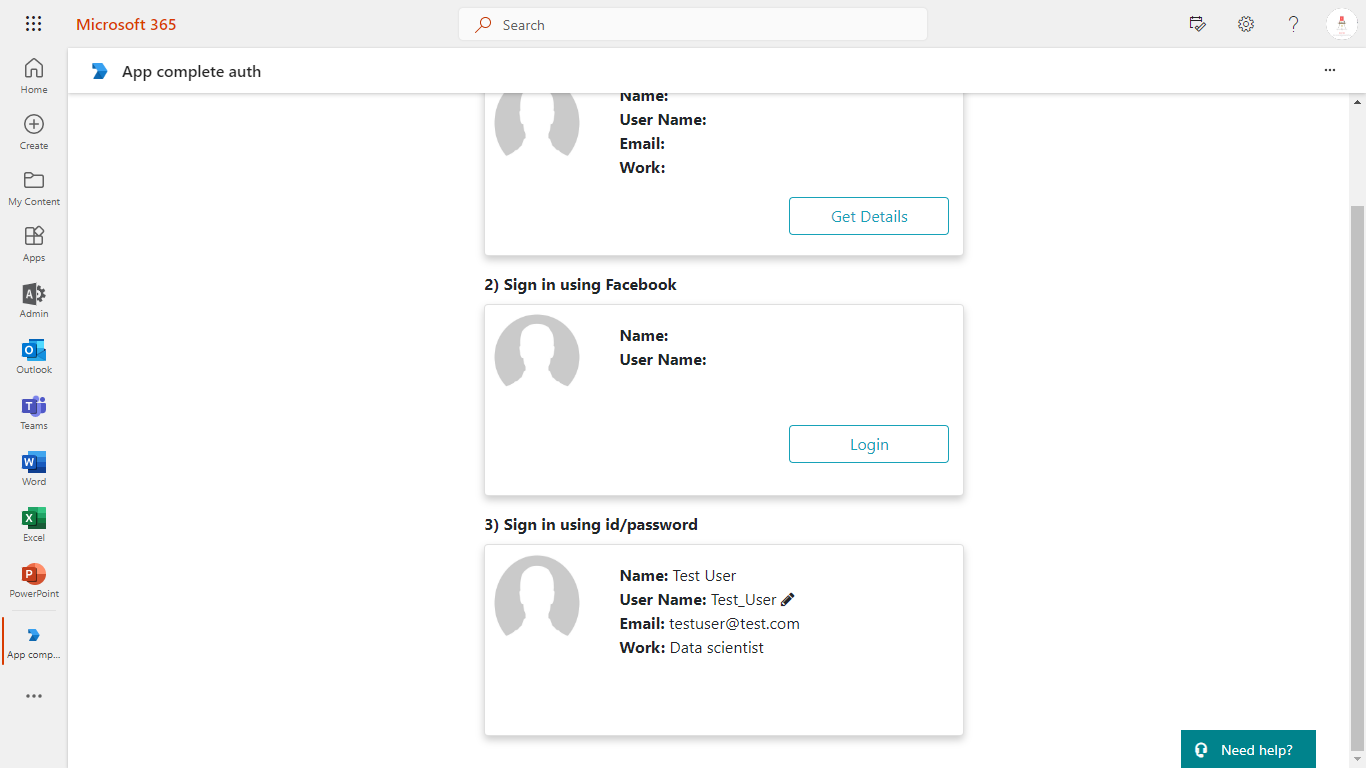 Microsoft 365
Search
App complete auth
Home
Create
My Content
Apps
Admin
Outlook
Teams
Word
Excel
PowerPoint
App comp...
Name:
User Name:
Email:
Work:
Get Details
2) Sign in using Facebook
Name:
User Name:
Login
3) Sign in using id/password
Name: Test User
User Name: Test_User
Email: testuser@test.com
Work: Data scientist
Need help?